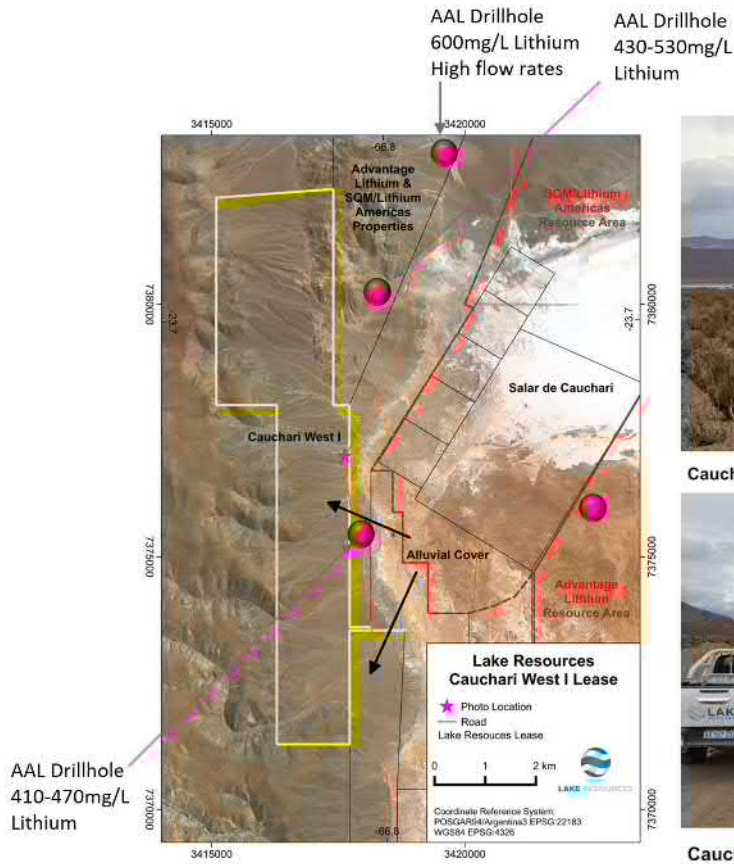 AAL Drillhole
600mg/L Lithium
High flow rates
AAL Drillhole
430-530mg/L
Lithium
3415000
3420000
-66.8
Advantage
Lithium &
SQM/Lithium
Americas
Properties
SQM/Lithium
Americas
Resource Area
7380000
-23.7
-23.7
7380000
Salar de Cauchari
Cauchari West I
Cauch
7375000
Alluvial Cover
7375000
Advantage
Lithium
Resource Area
Lake Resources
Cauchari West I Lease
Photo Location
Road
Lake Resouces Lease
0 1 2 km
LAKE RESOURCES
LAK
AAL Drillhole
410-470mg/L
Lithium
7370000
Coordinate Reference System:
POSGAR94/Argentina3 EPSG:22183
WGS84 EPSG:4326
7370000
-66.8
3415000
3420000
Cauch